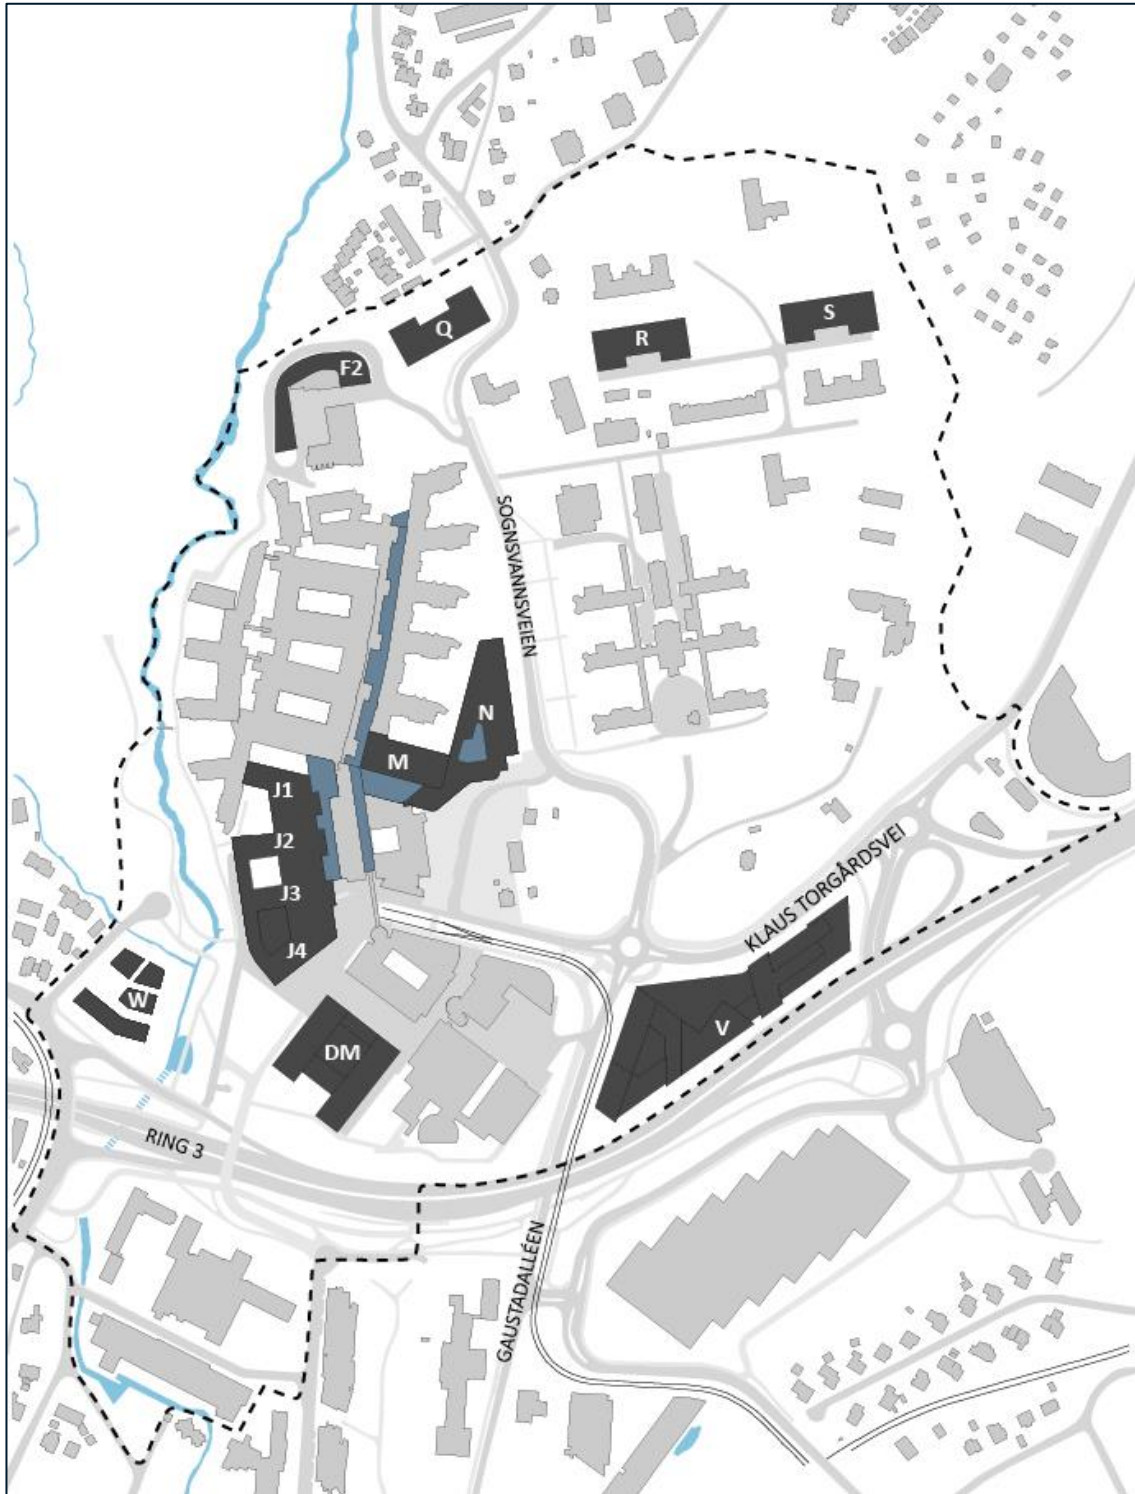 S
Q
R
F2
SOGNSVANNSVEIEN
N
M
J1
J2
KLAUS TORGÅRDSVEI
J3
J4
W
V
DM
RING 3
GAUSTADALLÉEN